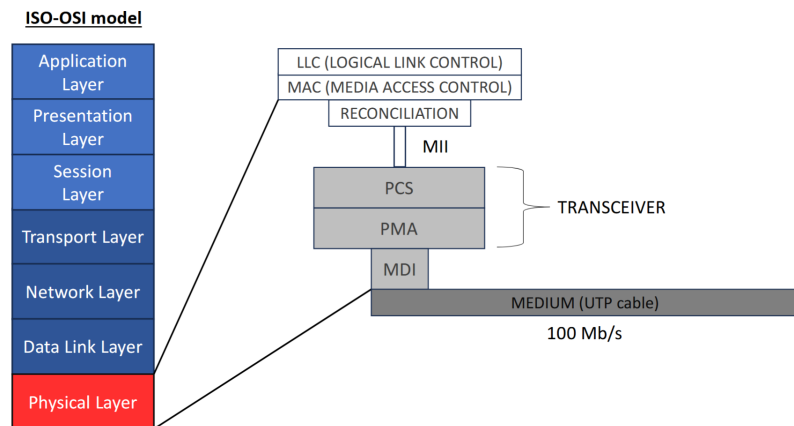 ISO-OSI model
Application
Layer
Presentation
Layer
Session
Layer
Transport Layer
Network Layer
Data Link Layer
Physical Layer
LLC (LOGICAL LINK CONTROL)
MAC (MEDIA ACCESS CONTROL)
RECONCILIATION
MII
PCS
PMA
TRANSCEIVER
MDI
MEDIUM (UTP cable)
100 Mb/s